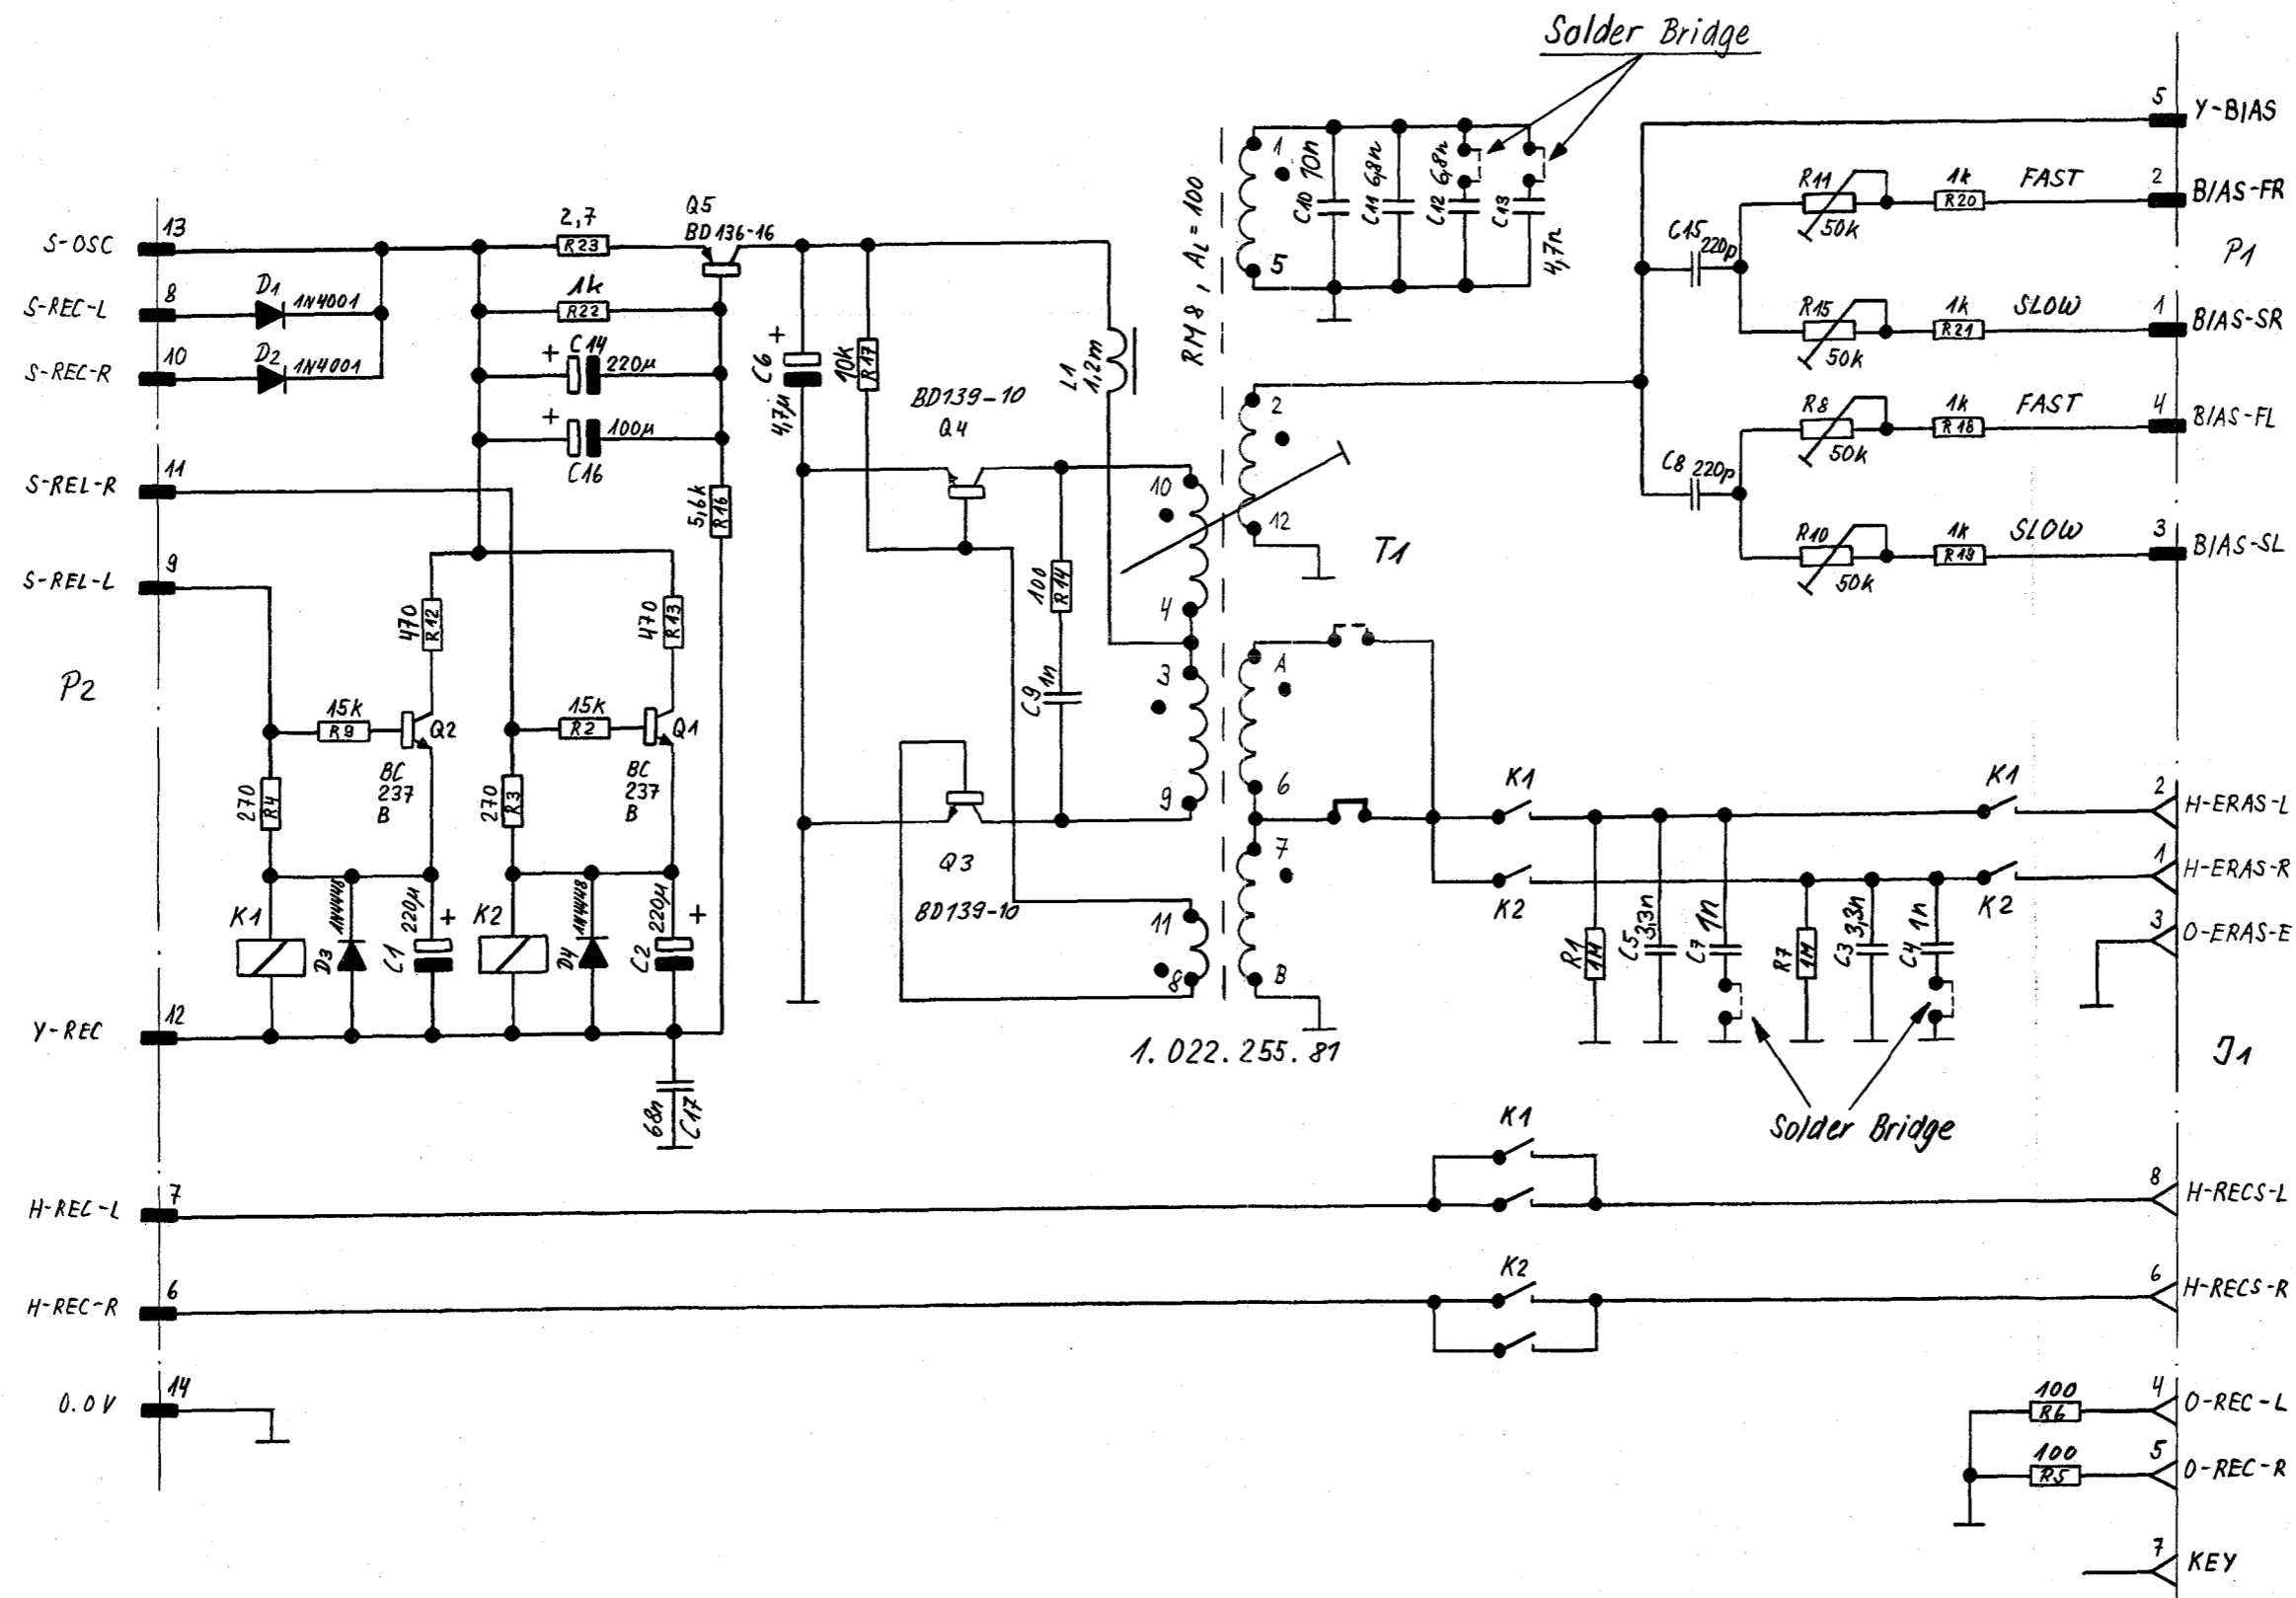 Solder Bridge
5 Y-BIAS
R11 1k FAST 2 BIAS-FR
R20
50k
C15 220p
P1
R15 1k SLOW 1 BIAS-SR
R21
50k
R8 1k FAST 4 BIAS-FL
R18
50k
C8 220p
R10 1k SLOW 3 BIAS-SL
R19
50k
1
5
C10 10n
C11 6,8n
C12 6,8n
C13 4,7n
RM8, AL=100
2
12
T1
S-OSC 13
S-REC-L 8 D1 1N4001
S-REC-R 10 D2 1N4001
S-REL-R 11
S-REL-L 9
P2
2,7
R23
Q5
BD136-16
1k
R22
+ C14
220µ
+ 100µ
C16
5,6k
R16
+
C6
4,7µ
10k
R17
BD139-10
Q4
L1
1,2m
10
4
3
9
100
R14
C9 1n
Q3
BD139-10
11
8
A
6
7
B
1.022.255.81
470
R12
470
R13
15k
R9
Q2
BC
237
B
15k
R2
Q1
BC
237
B
270
R4
270
R3
K1
1N4448
D3
C1
220µ
+
K2
1N4448
D4
C2
220µ
+
Y-REC 12
68n
C17
K1 K1 2 H-ERAS-L
K2 K2 1 H-ERAS-R
3 0-ERAS-E
R1
1M
C5
3,3n
C7
1n
R7
1M
C3
3,3n
C4
1n
J1
Solder Bridge
H-REC-L 7 K1 8 H-RECS-L
H-REC-R 6 K2 6 H-RECS-R
0.0V 14
100 4 0-REC-L
R6
100 5 0-REC-R
R5
7 KEY